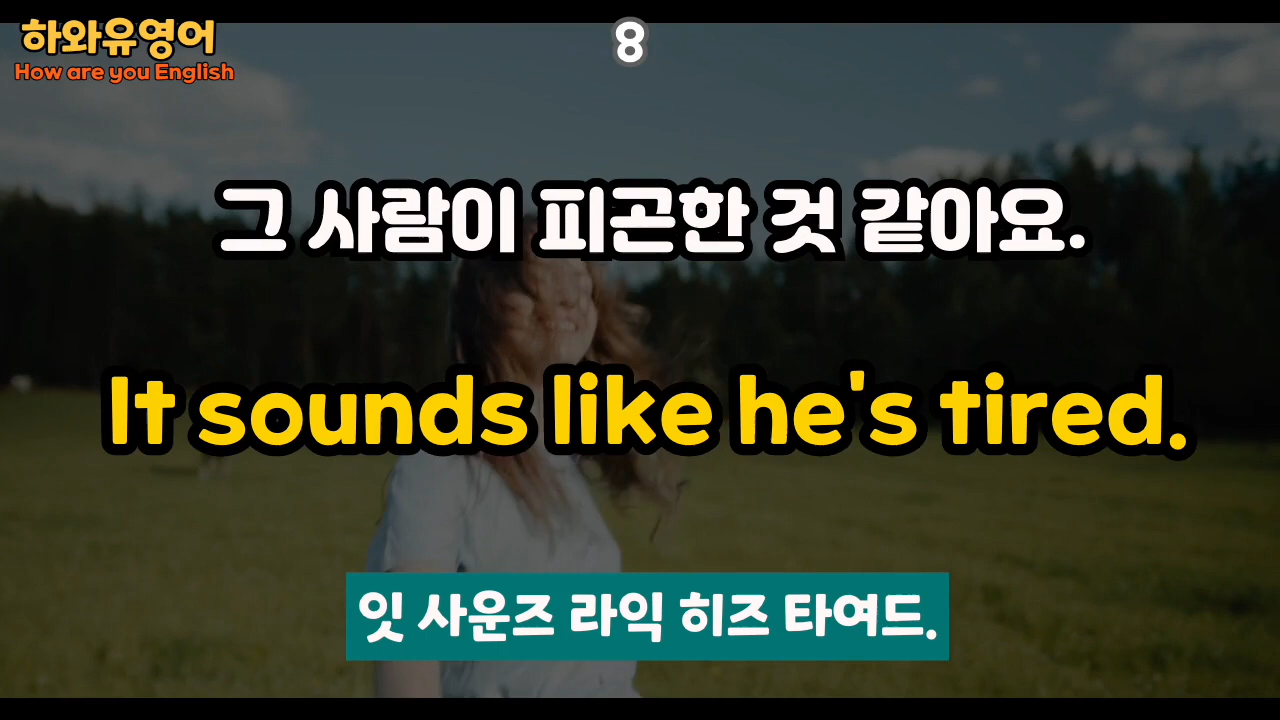 하와유영어
How are you English
8
그 사람이 피곤한 것 같아요.
It sounds like he's tired.
잇 사운즈 라익 히즈 타여드.